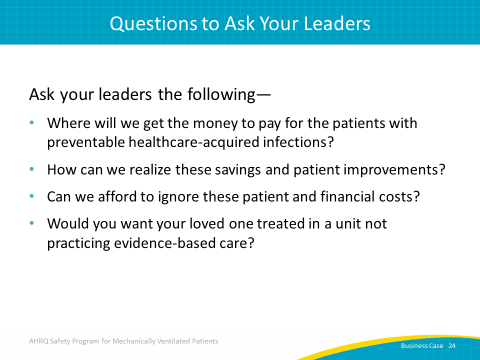 Questions to Ask Your Leaders
Ask your leaders the following—
• Where will we get the money to pay for the patients with
preventable healthcare-acquired infections?
• How can we realize these savings and patient improvements?
• Can we afford to ignore these patient and financial costs?
• Would you want your loved one treated in a unit not
practicing evidence-based care?
AHRQ Safety Program for Mechanically Ventilated Patients
Business Case 24